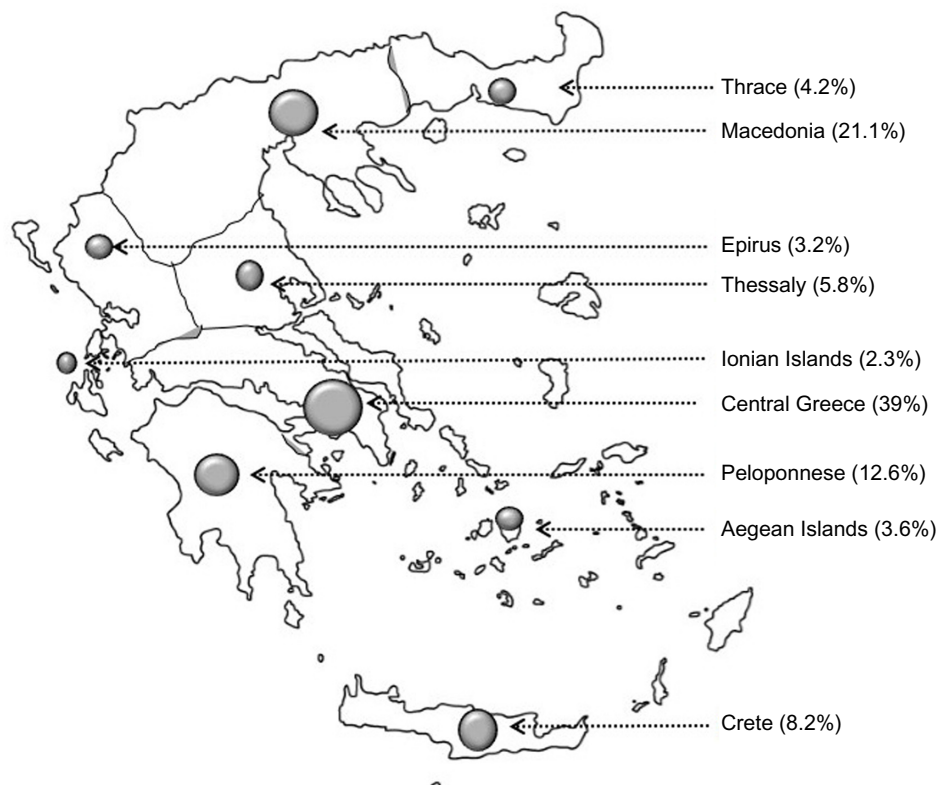 Thrace (4.2%)
Macedonia (21.1%)
Epirus (3.2%)
Thessaly (5.8%)
Ionian Islands (2.3%)
Central Greece (39%)
Peloponnese (12.6%)
Aegean Islands (3.6%)
Crete (8.2%)